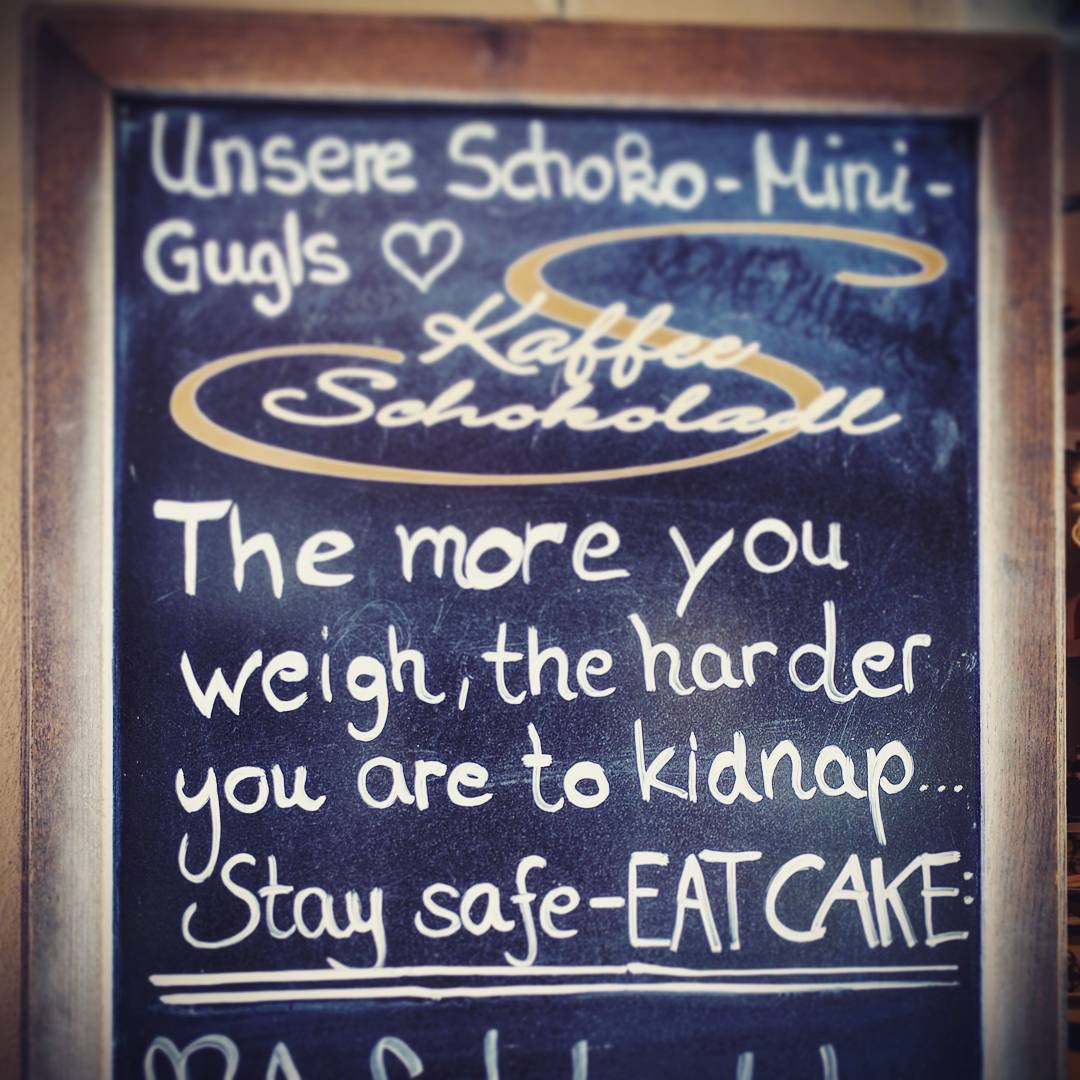 Unsere Schoko-Mini-
Gugls ♡
Kaffee
Schokoladl
The more you
weigh, the harder
you are to kidnap...
Stay safe-EAT CAKE: